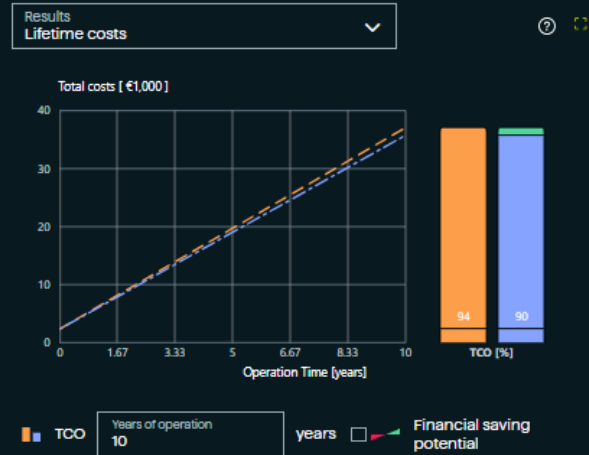 Results
Lifetime costs
?
Total costs [ €1,000 ]
40
30
20
10
0
0 1.67 3.33 5 6.67 8.33 10
Operation Time [years]
94 90
TCO [%]
TCO
Years of operation
10
years
Financial saving
potential